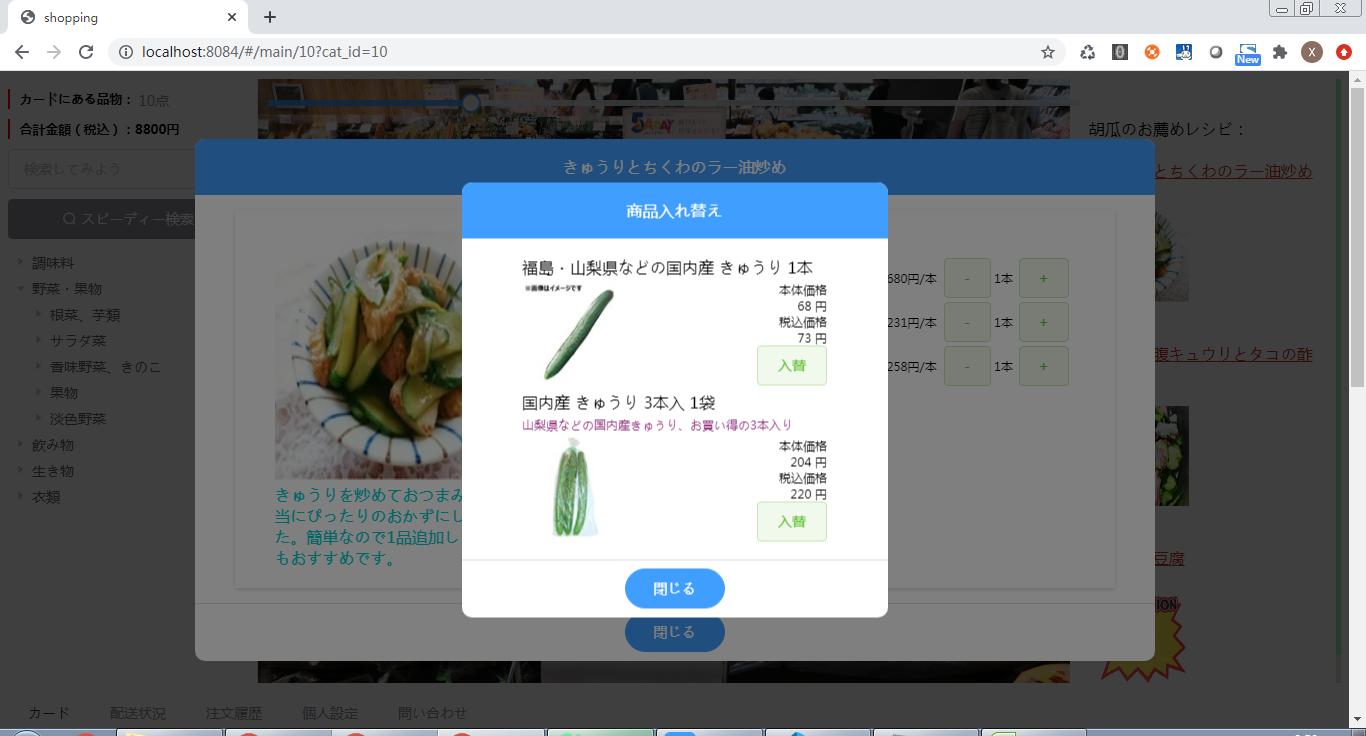 shopping
localhost:8084/#/main/10?cat_id=10
New
X
カードにある品物： 10点
合計金額（税込）：8800円
検索してみよう
スピーディー検索
調味料
野菜・果物
根菜、芋類
サラダ菜
香味野菜、きのこ
果物
淡色野菜
飲み物
生き物
衣類
きゅうりとちくわのラー油炒め
きゅうりを炒めておつまみ
当にぴったりのおかずにし
た。簡単なので1品追加し
もおすすめです。
680円/本 - 1本 +
231円/本 - 1本 +
258円/本 - 1本 +
閉じる
商品入れ替え
福島・山梨県などの国内産 きゅうり 1本
※画像はイメージです
本体価格
68 円
税込価格
73 円
入替
国内産 きゅうり 3本入 1袋
山梨県などの国内産きゅうり、お買い得の3本入り
本体価格
204 円
税込価格
220 円
入替
閉じる
胡瓜のお薦めレシピ：
とちくわのラー油炒め
腹キュウリとタコの酢
豆腐
カード 配送状況 注文履歴 個人設定 問い合わせ